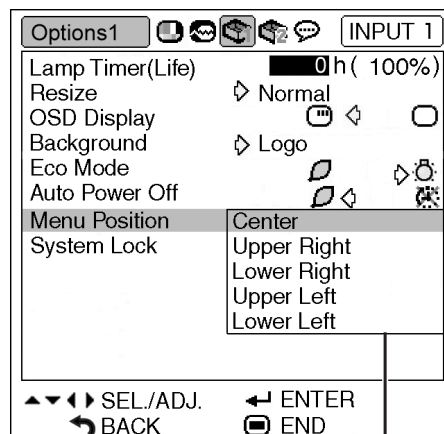 Options1 2 INPUT 1
Lamp Timer(Life) 0 h ( 100%)
Resize Normal
OSD Display
Background Logo
Eco Mode
Auto Power Off
Menu Position Center
System Lock Upper Right
Lower Right
Upper Left
Lower Left
SEL./ADJ. ENTER
BACK END